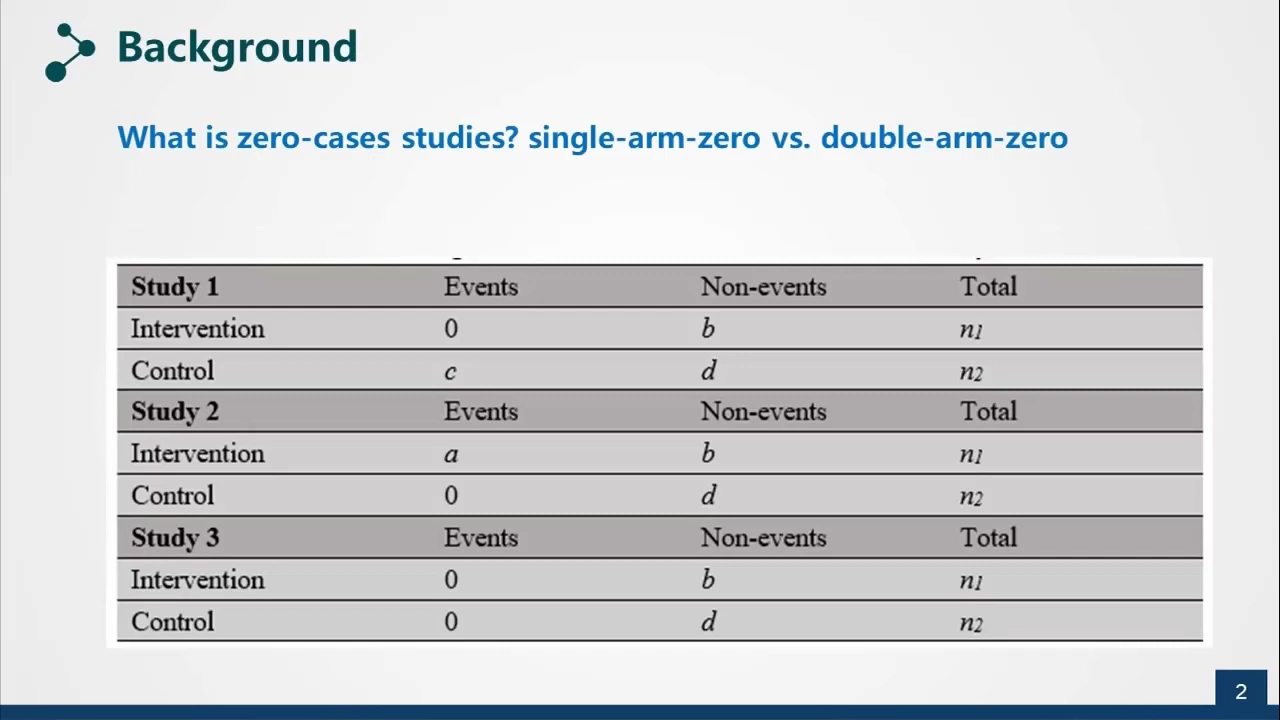 Background
What is zero-cases studies? single-arm-zero vs. double-arm-zero
Study 1 Events Non-events Total
Intervention 0 b n1
Control c d n2
Study 2 Events Non-events Total
Intervention a b n1
Control 0 d n2
Study 3 Events Non-events Total
Intervention 0 b n1
Control 0 d n2
2